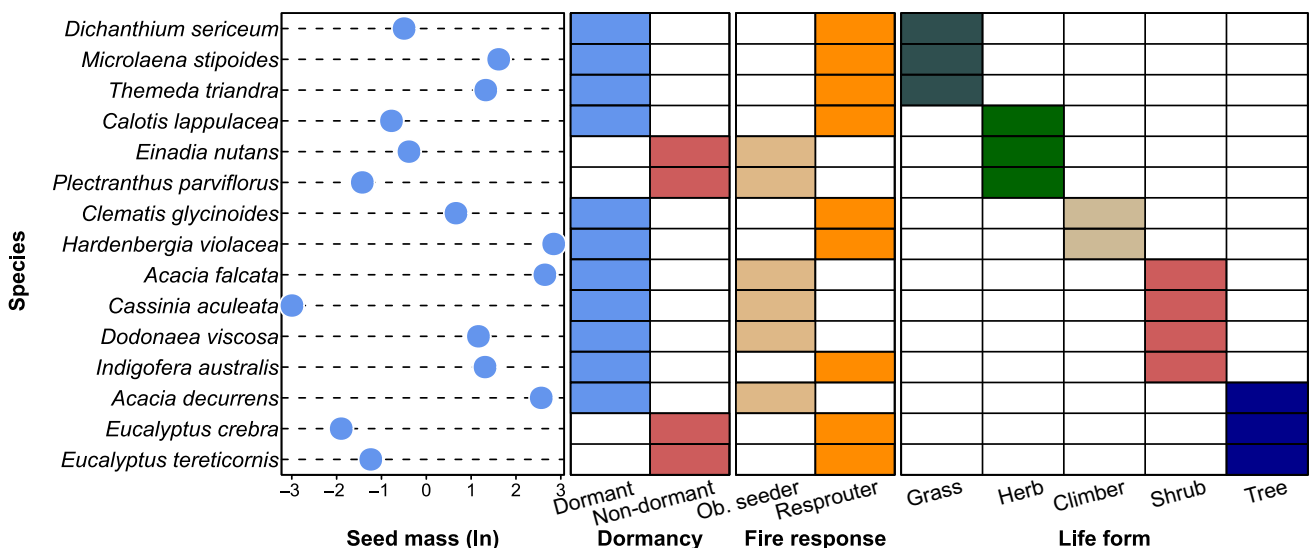 Species
Dichanthium sericeum
Microlaena stipoides
Themeda triandra
Calotis lappulacea
Einadia nutans
Plectranthus parviflorus
Clematis glycinoides
Hardenbergia violacea
Acacia falcata
Cassinia aculeata
Dodonaea viscosa
Indigofera australis
Acacia decurrens
Eucalyptus crebra
Eucalyptus tereticornis
−3 −2 −1 0 1 2 3
Seed mass (ln)
Dormant Non-dormant
Dormancy
Ob. seeder Resprouter
Fire response
Grass Herb Climber Shrub Tree
Life form